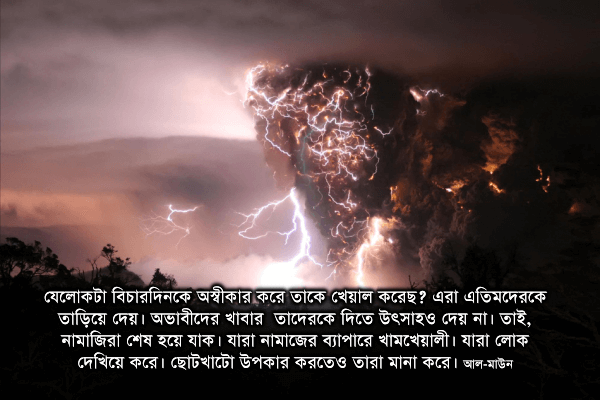 যেলোকটা বিচারদিনকে অস্বীকার করে তাকে খেয়াল করেছ? এরা এতিমদেরকে
তাড়িয়ে দেয়। অভাবীদের খাবার তাদেরকে দিতে উৎসাহও দেয় না। তাই,
নামাজিরা শেষ হয়ে যাক। যারা নামাজের ব্যাপারে খামখেয়ালী। যারা লোক
দেখিয়ে করে। ছোটখাটো উপকার করতেও তারা মানা করে। আল-মাউন